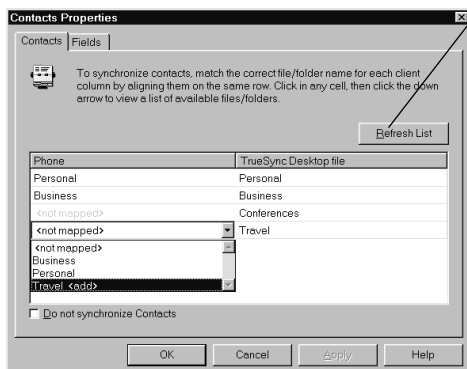 Contacts Properties
Contacts Fields
To synchronize contacts, match the correct file/folder name for each client
column by aligning them on the same row. Click in any cell, then click the down
arrow to view a list of available files/folders.
Refresh List
Phone TrueSync Desktop file
Personal Personal
Business Business
<not mapped> Conferences
<not mapped> Travel
<not mapped>
Business
Personal
Travel <add>
Do not synchronize Contacts
OK Cancel Apply Help